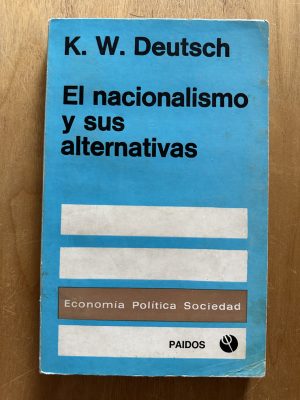 K. W. Deutsch
El nacionalismo
y sus
alternativas
Economía Política Sociedad
PAIDOS